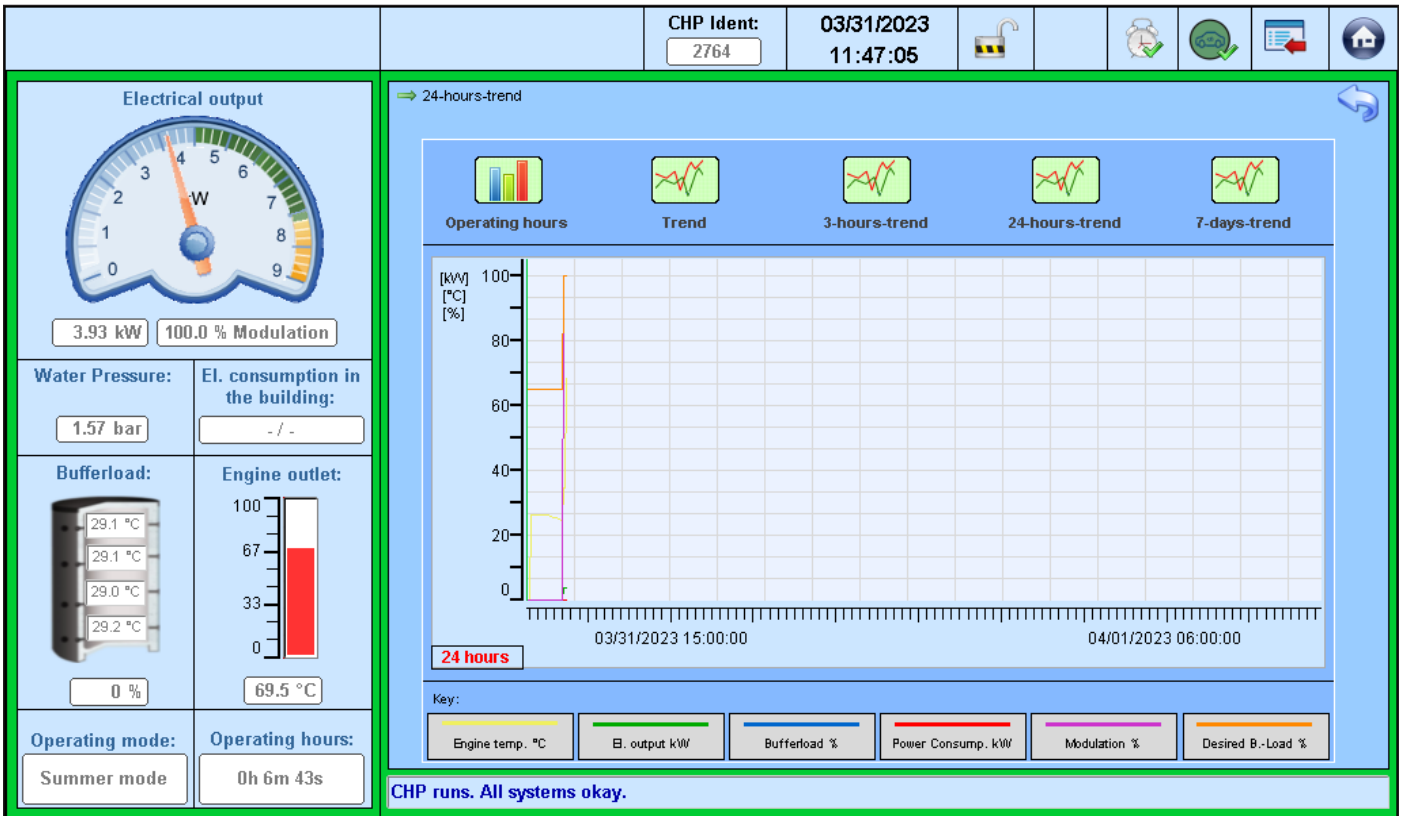 CHP Ident:
2764
03/31/2023
11:47:05
Electrical output
0
1
2
3
4
5
6
7
8
9
W
3.93 kW
100.0 % Modulation
Water Pressure:
1.57 bar
El. consumption in
the building:
- / -
Bufferload:
29.1 °C
29.1 °C
29.0 °C
29.2 °C
0 %
Engine outlet:
100
67
33
0
69.5 °C
Operating mode:
Summer mode
Operating hours:
0h 6m 43s
24-hours-trend
Operating hours
Trend
3-hours-trend
24-hours-trend
7-days-trend
[kW]
[°C]
[%]
100
80
60
40
20
0
03/31/2023 15:00:00
04/01/2023 06:00:00
24 hours
Key:
Engine temp. °C
El. output kW
Bufferload %
Power Consump. kW
Modulation %
Desired B.-Load %
CHP runs. All systems okay.